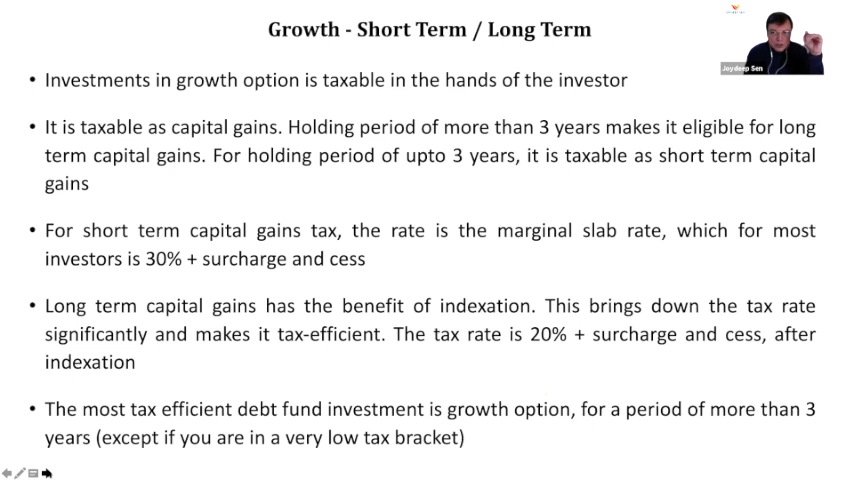 Growth - Short Term / Long Term
Joydeep Sen
• Investments in growth option is taxable in the hands of the investor
• It is taxable as capital gains. Holding period of more than 3 years makes it eligible for long
term capital gains. For holding period of upto 3 years, it is taxable as short term capital
gains
• For short term capital gains tax, the rate is the marginal slab rate, which for most
investors is 30% + surcharge and cess
• Long term capital gains has the benefit of indexation. This brings down the tax rate
significantly and makes it tax-efficient. The tax rate is 20% + surcharge and cess, after
indexation
• The most tax efficient debt fund investment is growth option, for a period of more than 3
years (except if you are in a very low tax bracket)